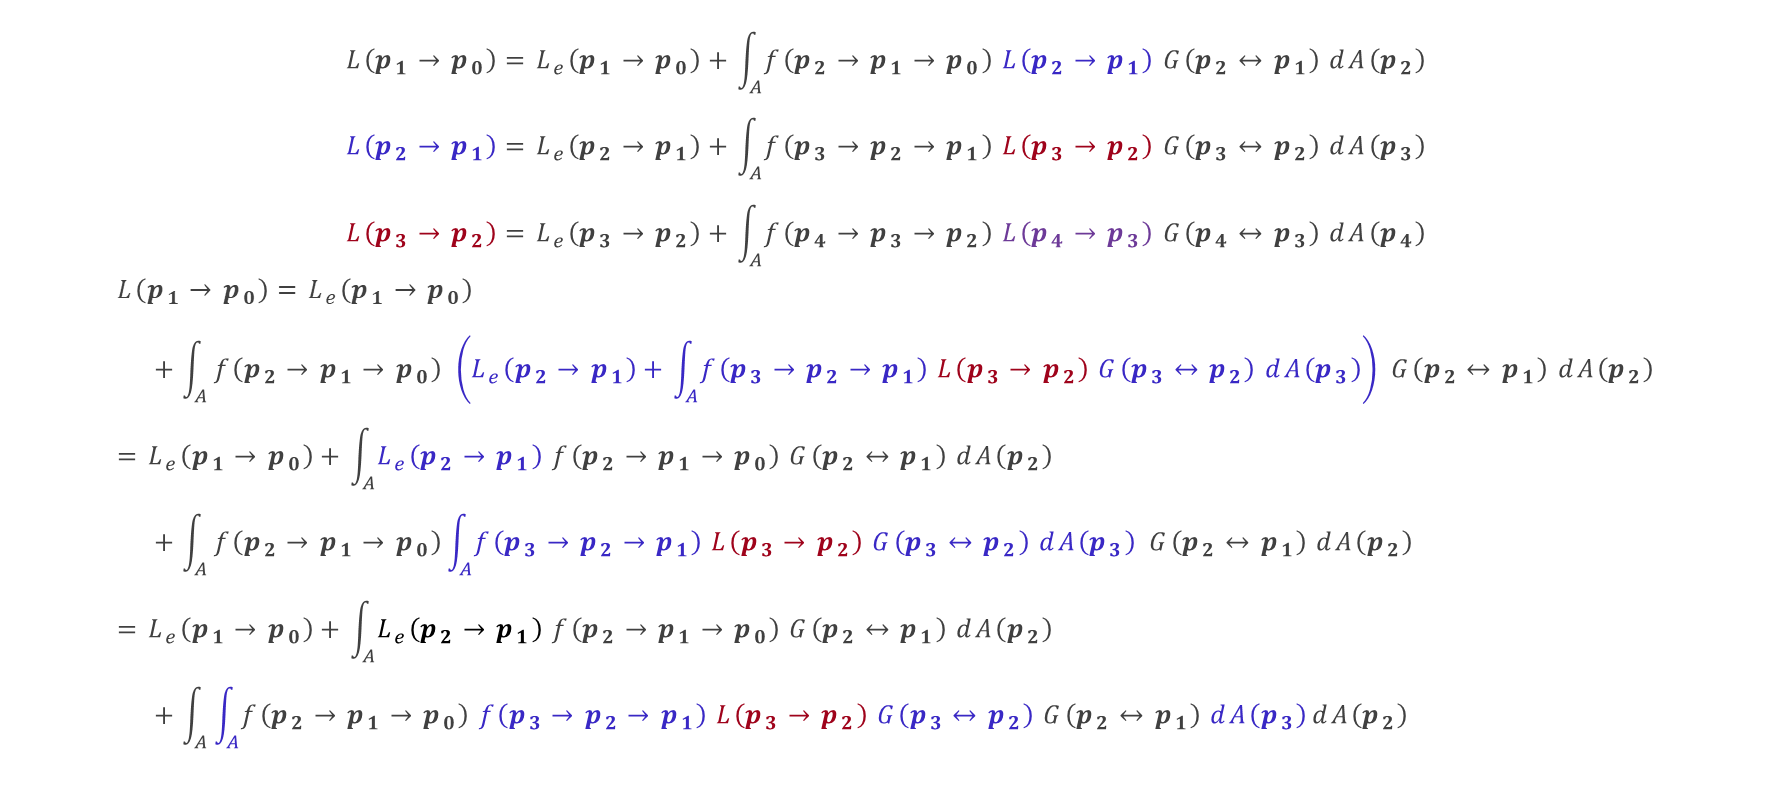 L(p₁ → p₀) = Lₑ(p₁ → p₀) + ∫_A f(p₂ → p₁ → p₀) L(p₂ → p₁) G(p₂ ↔ p₁) dA(p₂)
L(p₂ → p₁) = Lₑ(p₂ → p₁) + ∫_A f(p₃ → p₂ → p₁) L(p₃ → p₂) G(p₃ ↔ p₂) dA(p₃)
L(p₃ → p₂) = Lₑ(p₃ → p₂) + ∫_A f(p₄ → p₃ → p₂) L(p₄ → p₃) G(p₄ ↔ p₃) dA(p₄)
L(p₁ → p₀) = Lₑ(p₁ → p₀)
+ ∫_A f(p₂ → p₁ → p₀) (Lₑ(p₂ → p₁) + ∫_A f(p₃ → p₂ → p₁) L(p₃ → p₂) G(p₃ ↔ p₂) dA(p₃)) G(p₂ ↔ p₁) dA(p₂)
= Lₑ(p₁ → p₀) + ∫_A Lₑ(p₂ → p₁) f(p₂ → p₁ → p₀) G(p₂ ↔ p₁) dA(p₂)
+ ∫_A f(p₂ → p₁ → p₀) ∫_A f(p₃ → p₂ → p₁) L(p₃ → p₂) G(p₃ ↔ p₂) dA(p₃) G(p₂ ↔ p₁) dA(p₂)
= Lₑ(p₁ → p₀) + ∫_A Lₑ(p₂ → p₁) f(p₂ → p₁ → p₀) G(p₂ ↔ p₁) dA(p₂)
+ ∫_A ∫_A f(p₂ → p₁ → p₀) f(p₃ → p₂ → p₁) L(p₃ → p₂) G(p₃ ↔ p₂) G(p₂ ↔ p₁) dA(p₃) dA(p₂)